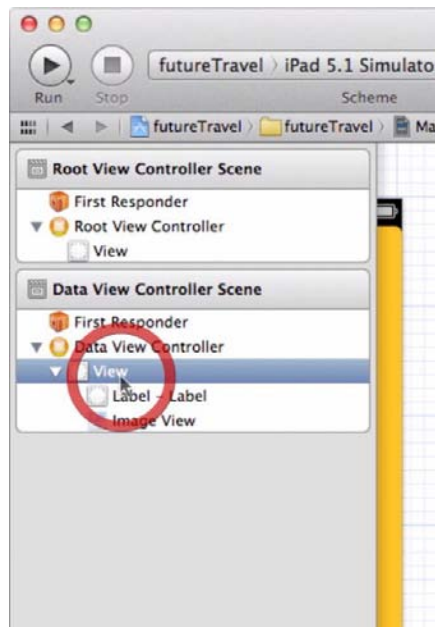 futureTravel iPad 5.1 Simulato
Run Stop Scheme
futureTravel futureTravel Ma
Root View Controller Scene
First Responder
Root View Controller
View
Data View Controller Scene
First Responder
Data View Controller
View
Label - Label
Image View